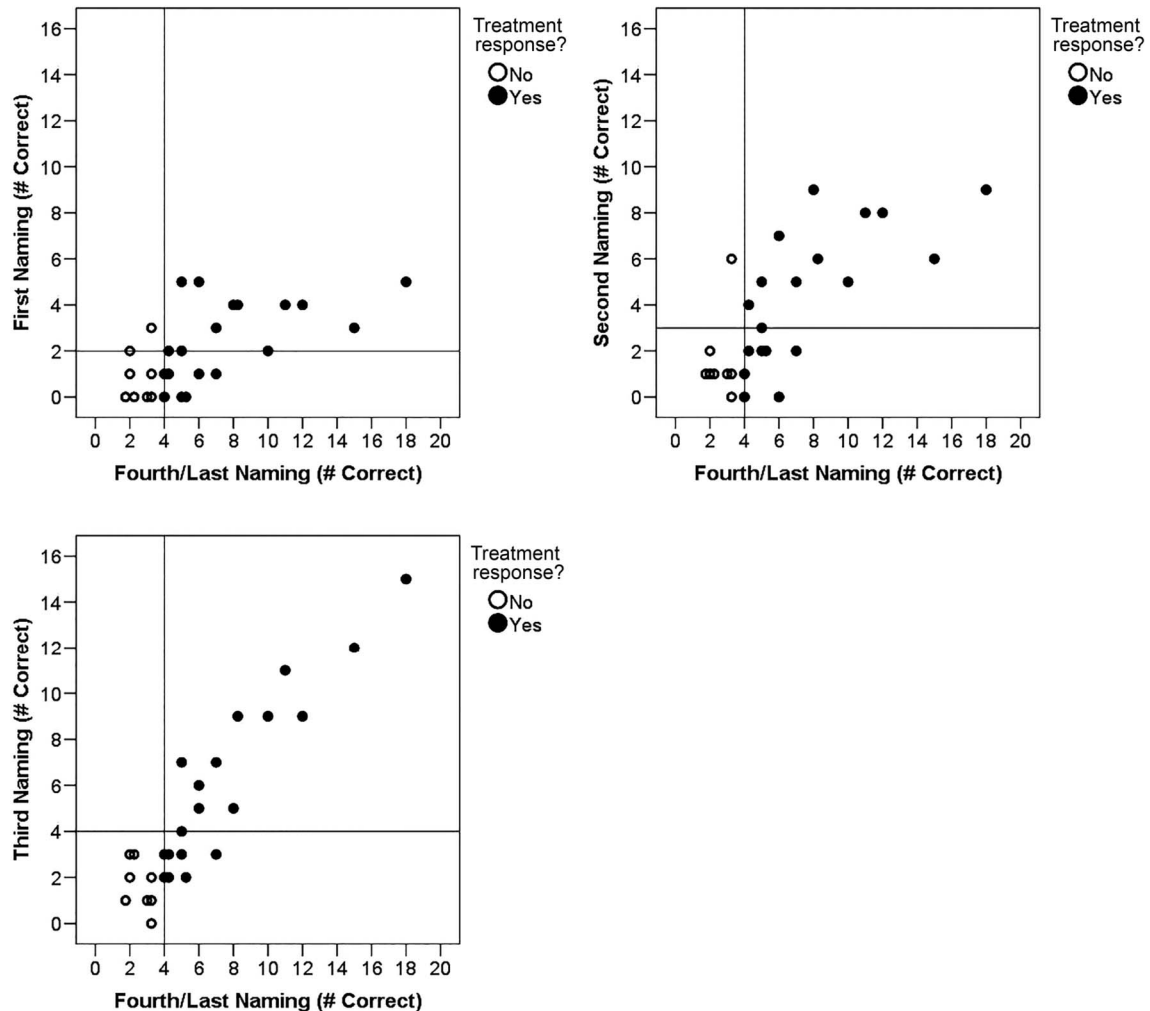 16
14
12
10
8
6
4
2
0
First Naming (# Correct)
0 2 4 6 8 10 12 14 16 18 20
Fourth/Last Naming (# Correct)
Treatment
response?
No
Yes
16
14
12
10
8
6
4
2
0
Second Naming (# Correct)
0 2 4 6 8 10 12 14 16 18 20
Fourth/Last Naming (# Correct)
Treatment
response?
No
Yes
16
14
12
10
8
6
4
2
0
Third Naming (# Correct)
0 2 4 6 8 10 12 14 16 18 20
Fourth/Last Naming (# Correct)
Treatment
response?
No
Yes